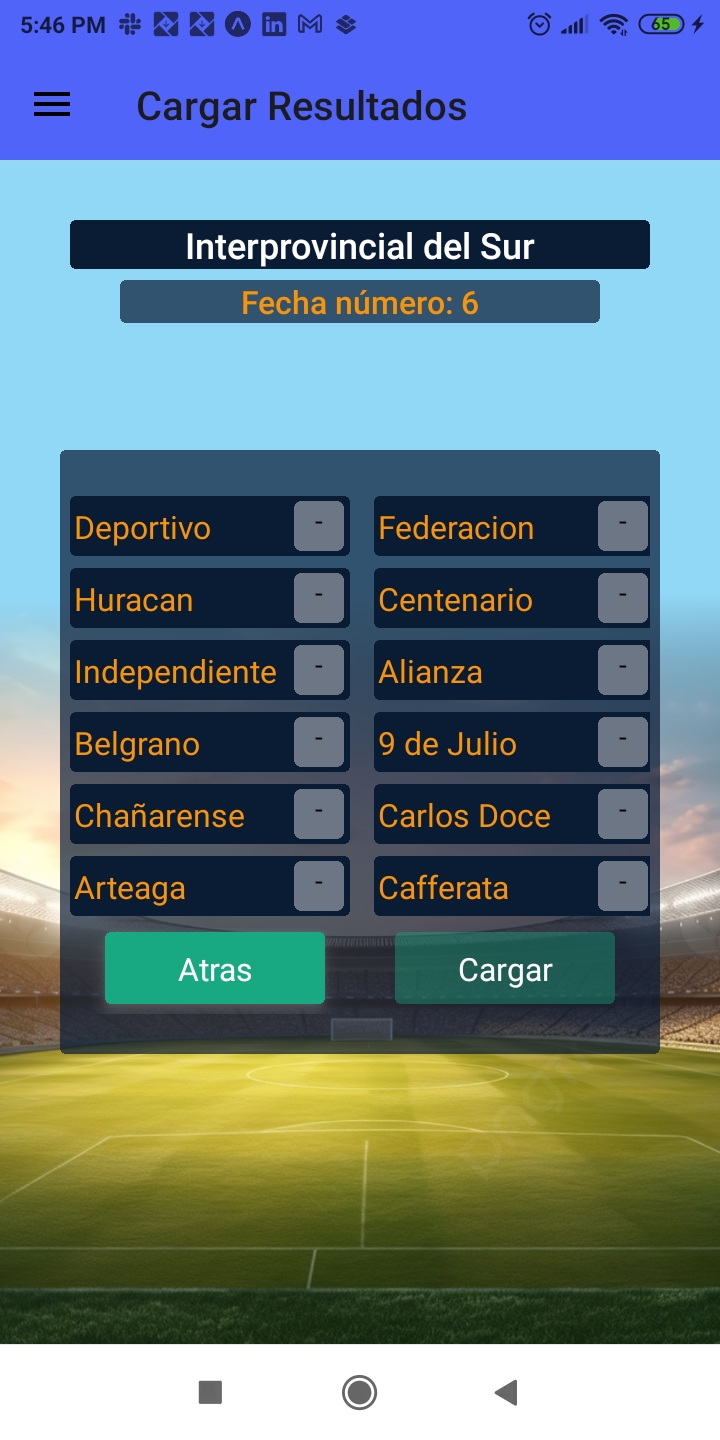 5:46 PM
65
Cargar Resultados
Interprovincial del Sur
Fecha número: 6
Deportivo - Federacion -
Huracan - Centenario -
Independiente - Alianza -
Belgrano - 9 de Julio -
Chañarense - Carlos Doce -
Arteaga - Cafferata -
Atras Cargar